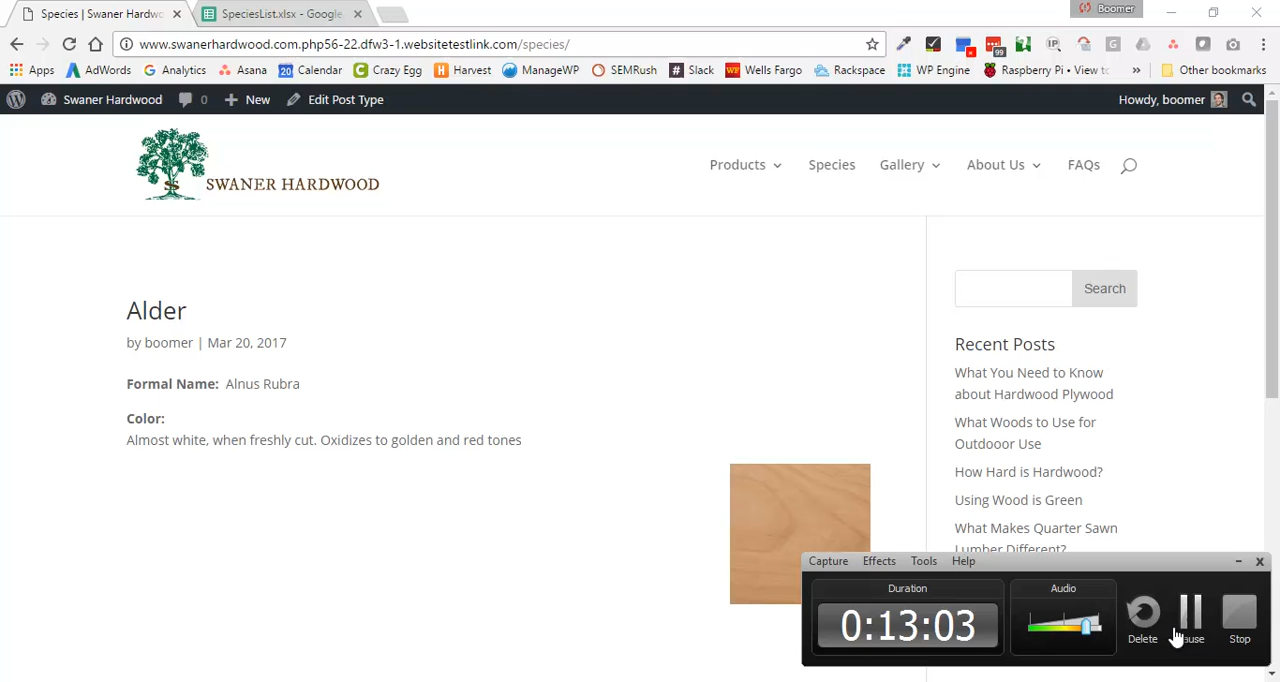 Species | Swaner Hardwo
SpeciesList.xlsx - Google
Boomer
www.swanerhardwood.com.php56-22.dfw3-1.websitetestlink.com/species/
Apps AdWords Analytics Asana Calendar Crazy Egg Harvest ManageWP SEMRush Slack Wells Fargo Rackspace WP Engine Raspberry Pi • View to » Other bookmarks
Swaner Hardwood 0 New Edit Post Type Howdy, boomer
SWANER HARDWOOD
Products Species Gallery About Us FAQs
Alder
by boomer | Mar 20, 2017
Formal Name: Alnus Rubra
Color:
Almost white, when freshly cut. Oxidizes to golden and red tones
Search
Recent Posts
What You Need to Know
about Hardwood Plywood
What Woods to Use for
Outdooor Use
How Hard is Hardwood?
Using Wood is Green
What Makes Quarter Sawn
Lumber Different?
Capture Effects Tools Help
Duration
0:13:03
Audio
Delete
Stop